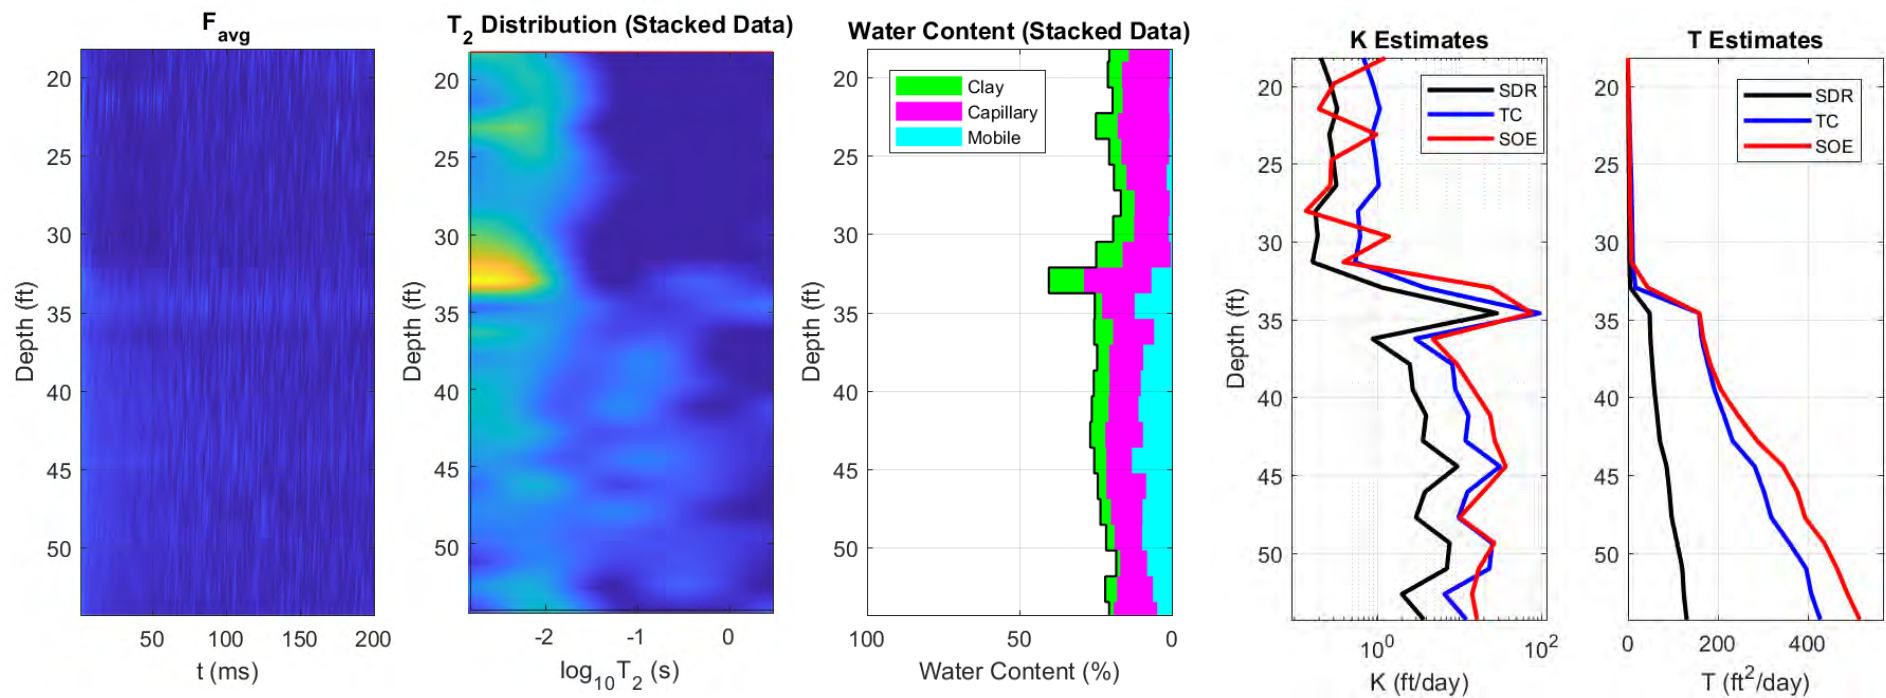 F_avg
20
25
30
35
40
45
50
Depth (ft)
50 100 150 200
t (ms)
T_2 Distribution (Stacked Data)
20
25
30
35
40
45
50
Depth (ft)
-2 -1 0
log_10T_2 (s)
Water Content (Stacked Data)
Clay
Capillary
Mobile
20
25
30
35
40
45
50
Depth (ft)
100 50 0
Water Content (%)
K Estimates
SDR
TC
SOE
20
25
30
35
40
45
50
Depth (ft)
10^0 10^2
K (ft/day)
T Estimates
SDR
TC
SOE
20
25
30
35
40
45
50
0 200 400
T (ft^2/day)